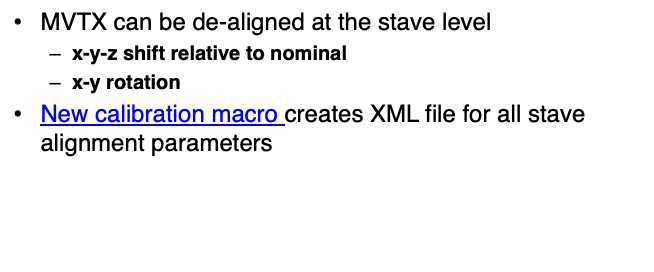 • MVTX can be de-aligned at the stave level
– x-y-z shift relative to nominal
– x-y rotation
• New calibration macro creates XML file for all stave
alignment parameters